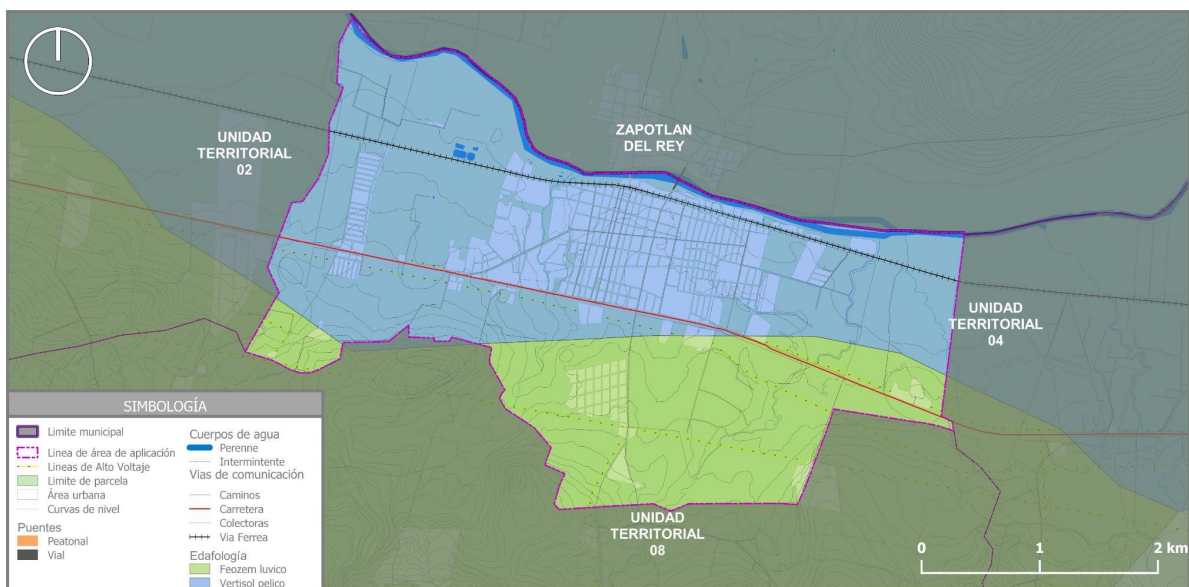 ZAPOTLAN
DEL REY
UNIDAD
TERRITORIAL
02
UNIDAD
TERRITORIAL
04
UNIDAD
TERRITORIAL
08
0 1 2 km
SIMBOLOGÍA
Limite municipal
Linea de área de aplicación
Lineas de Alto Voltaje
Limite de parcela
Área urbana
Curvas de nivel
Puentes
Peatonal
Vial
Cuerpos de agua
Perenne
Intermintente
Vias de comunicación
Caminos
Carretera
Colectoras
Via Ferrea
Edafología
Feozem luvico
Vertisol pelico